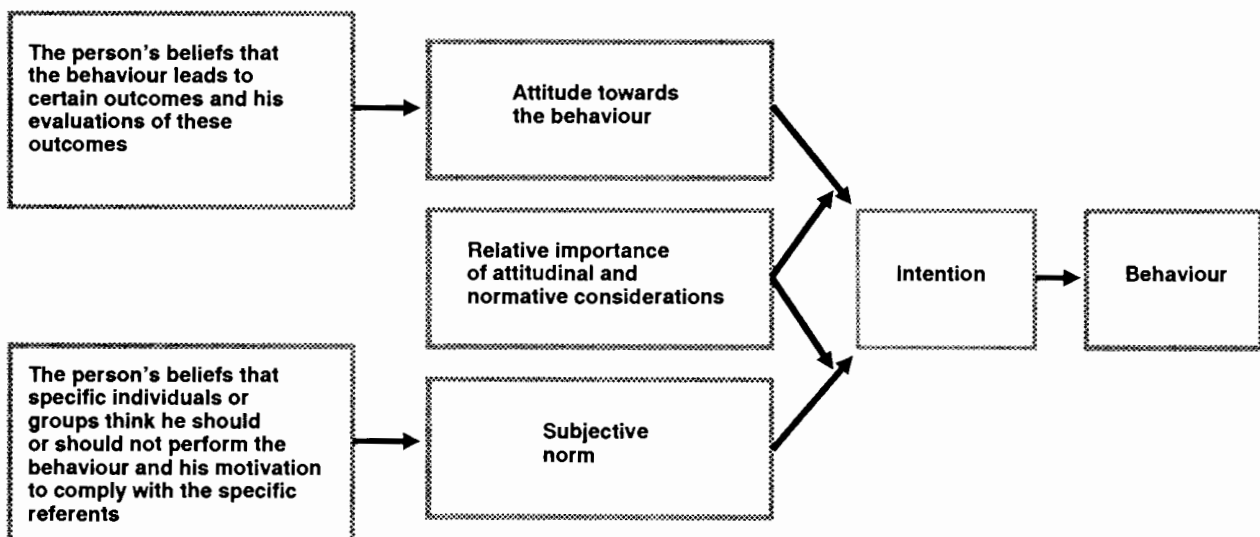 The person's beliefs that
the behaviour leads to
certain outcomes and his
evaluations of these
outcomes
Attitude towards
the behaviour
Relative importance
of attitudinal and
normative considerations
Intention
Behaviour
The person's beliefs that
specific individuals or
groups think he should
or should not perform the
behaviour and his motivation
to comply with the specific
referents
Subjective
norm